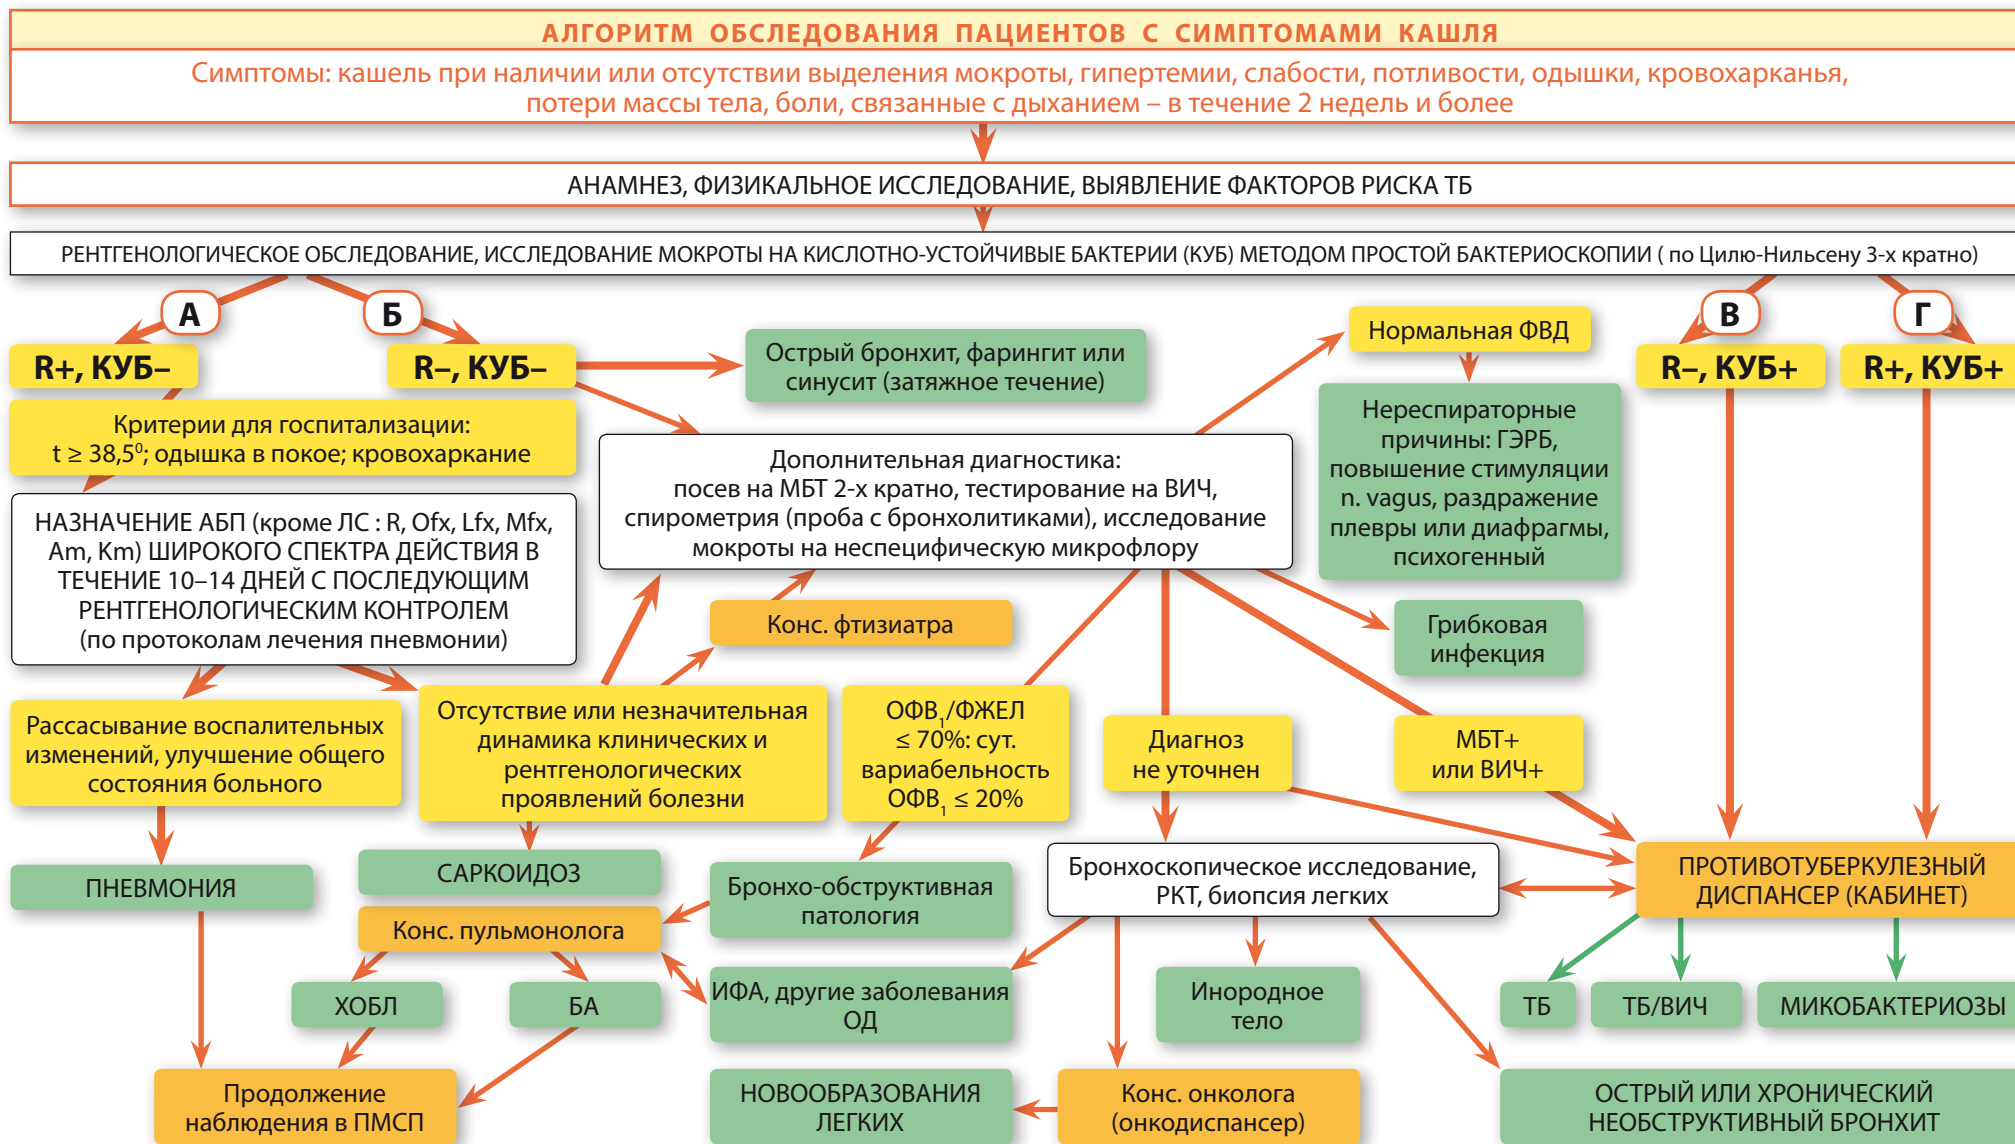 АЛГОРИТМ ОБСЛЕДОВАНИЯ ПАЦИЕНТОВ С СИМПТОМАМИ КАШЛЯ
Симптомы: кашель при наличии или отсутствии выделения мокроты, гипертемии, слабости, потливости, одышки, кровохарканья,
потери массы тела, боли, связанные с дыханием – в течение 2 недель и более
АНАМНЕЗ, ФИЗИКАЛЬНОЕ ИССЛЕДОВАНИЕ, ВЫЯВЛЕНИЕ ФАКТОРОВ РИСКА ТБ
РЕНТГЕНОЛОГИЧЕСКОЕ ОБСЛЕДОВАНИЕ, ИССЛЕДОВАНИЕ МОКРОТЫ НА КИСЛОТНО-УСТОЙЧИВЫЕ БАКТЕРИИ (КУБ) МЕТОДОМ ПРОСТОЙ БАКТЕРИОСКОПИИ ( по Цилю-Нильсену 3-х кратно)
А
Б
В
Г
R+, КУБ–
R–, КУБ–
Острый бронхит, фарингит или
синусит (затяжное течение)
Нормальная ФВД
R–, КУБ+
R+, КУБ+
Критерии для госпитализации:
t ≥ 38,5⁰; одышка в покое; кровохаркание
Дополнительная диагностика:
посев на МБТ 2-х кратно, тестирование на ВИЧ,
спирометрия (проба с бронхолитиками), исследование
мокроты на неспецифическую микрофлору
Нереспираторные
причины: ГЭРБ,
повышение стимуляции
n. vagus, раздражение
плевры или диафрагмы,
психогенный
НАЗНАЧЕНИЕ АБП (кроме ЛС : R, Ofx, Lfx, Mfx,
Am, Km) ШИРОКОГО СПЕКТРА ДЕЙСТВИЯ В
ТЕЧЕНИЕ 10–14 ДНЕЙ С ПОСЛЕДУЮЩИМ
РЕНТГЕНОЛОГИЧЕСКИМ КОНТРОЛЕМ
(по протоколам лечения пневмонии)
Конс. фтизиатра
Грибковая
инфекция
Рассасывание воспалительных
изменений, улучшение общего
состояния больного
Отсутствие или незначительная
динамика клинических и
рентгенологических
проявлений болезни
ОФВ₁/ФЖЕЛ
≤ 70%: сут.
вариабельность
ОФВ₁ ≤ 20%
Диагноз
не уточнен
МБТ+
или ВИЧ+
ПНЕВМОНИЯ
САРКОИДОЗ
Бронхо-обструктивная
патология
Бронхоскопическое исследование,
РКТ, биопсия легких
ПРОТИВОТУБЕРКУЛЕЗНЫЙ
ДИСПАНСЕР (КАБИНЕТ)
Конс. пульмонолога
ХОБЛ
БА
ИФА, другие заболевания
ОД
Инородное
тело
ТБ
ТБ/ВИЧ
МИКОБАКТЕРИОЗЫ
Продолжение
наблюдения в ПМСП
НОВООБРАЗОВАНИЯ
ЛЕГКИХ
Конс. онколога
(онкодиспансер)
ОСТРЫЙ ИЛИ ХРОНИЧЕСКИЙ
НЕОБСТРУКТИВНЫЙ БРОНХИТ